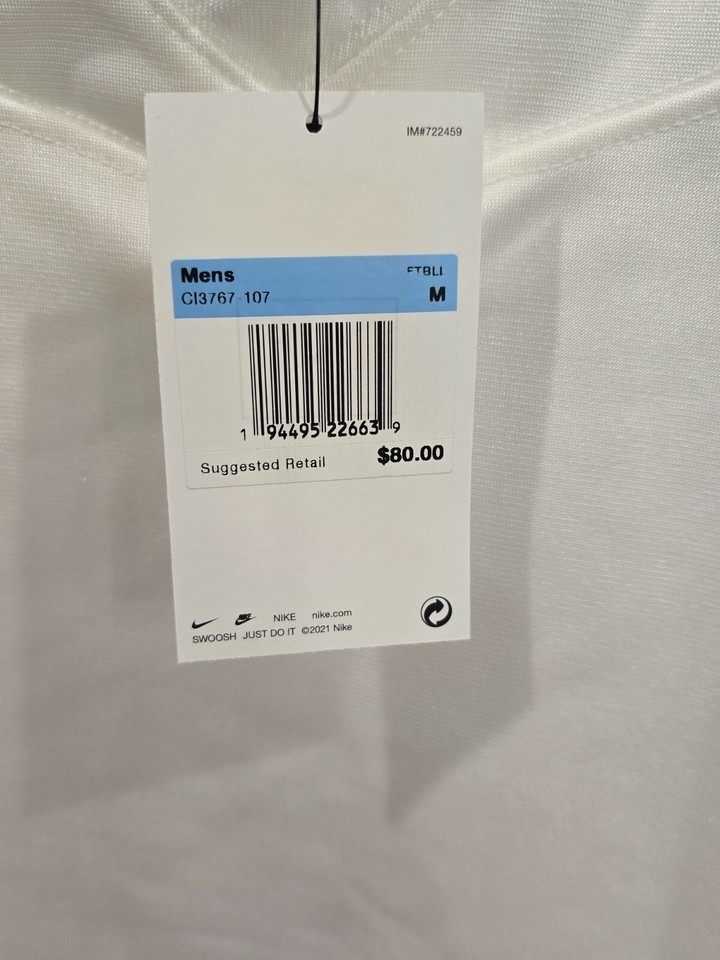 IM#722459
Mens FTBLL
CI3767-107 M
1 94495 22663 9
Suggested Retail $80.00
NIKE nike.com
SWOOSH JUST DO IT ©2021 Nike